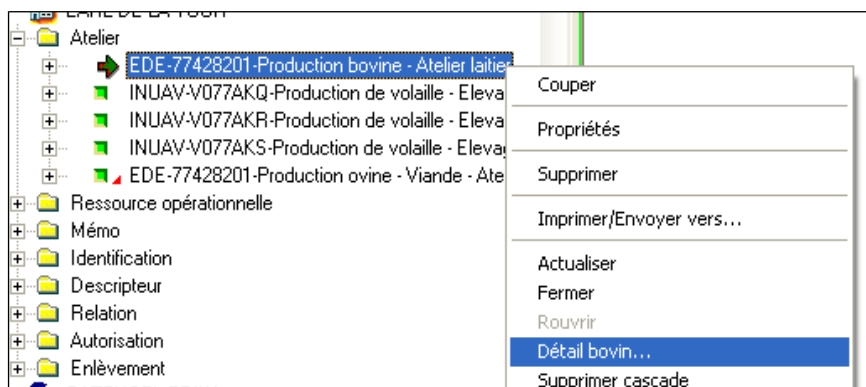 Atelier
EDE-77428201-Production bovine - Atelier laitier
INUAV-V077AKQ-Production de volaille - Eleva
INUAV-V077AKR-Production de volaille - Eleva
INUAV-V077AKS-Production de volaille - Eleva
EDE-77428201-Production ovine - Viande - Ate
Ressource opérationnelle
Mémo
Identification
Descripteur
Relation
Autorisation
Enlèvement
Couper
Propriétés
Supprimer
Imprimer/Envoyer vers...
Actualiser
Fermer
Rouvrir
Détail bovin...
Supprimer cascade